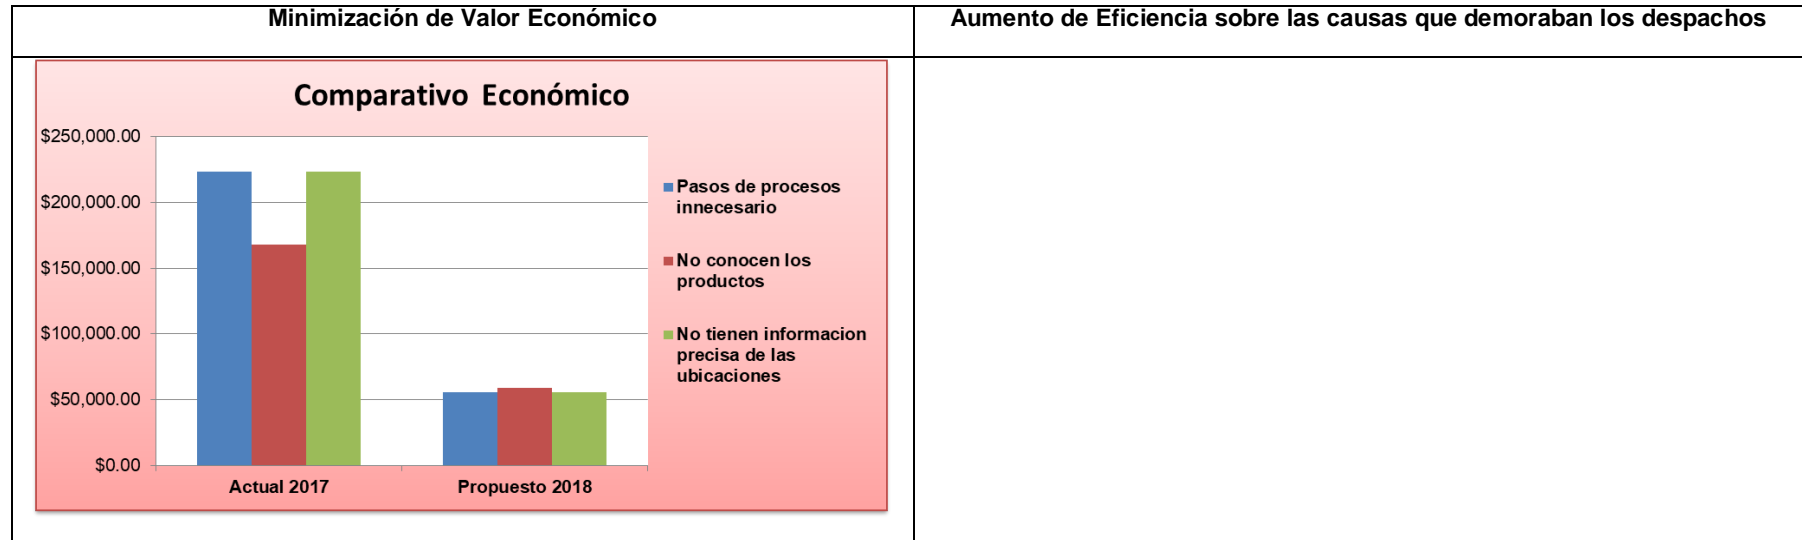 Minimización de Valor Económico
Aumento de Eficiencia sobre las causas que demoraban los despachos
Comparativo Económico
$250,000.00
$200,000.00
$150,000.00
$100,000.00
$50,000.00
$0.00
Actual 2017
Propuesto 2018
Pasos de procesos
innecesario
No conocen los
productos
No tienen informacion
precisa de las
ubicaciones